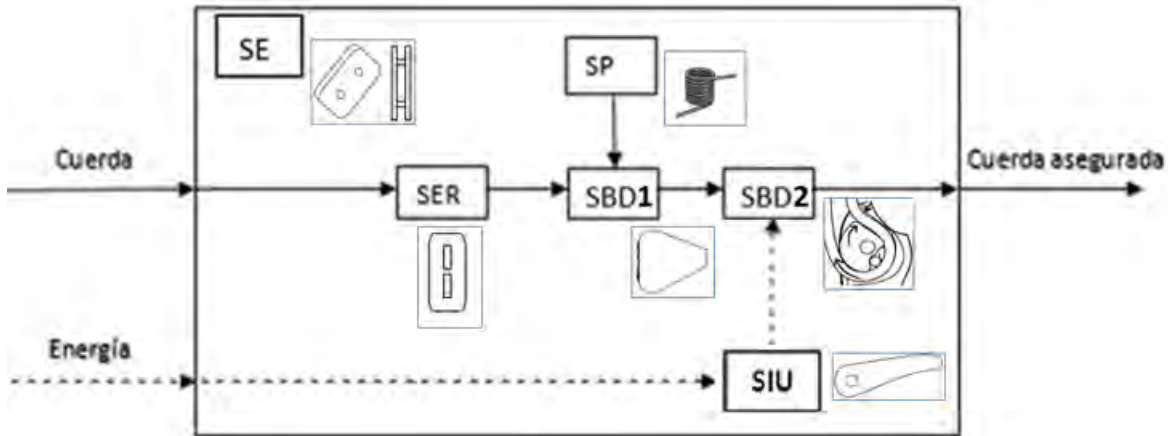 SE
SP
Cuerda
Cuerda asegurada
SER
SBD1
SBD2
Energía
SIU